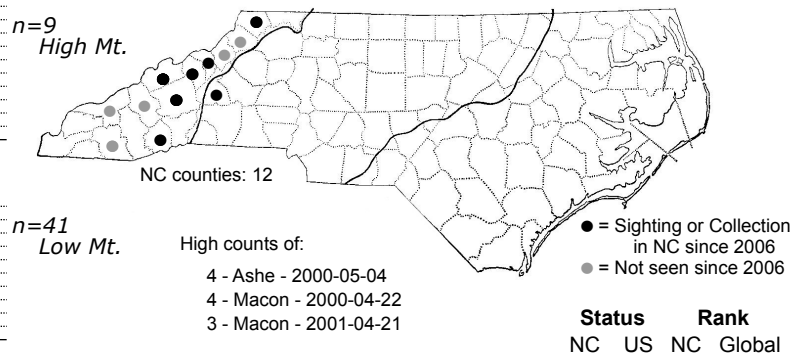 n=9
High Mt.
NC counties: 12
n=41
Low Mt.
High counts of:
4 - Ashe - 2000-05-04
4 - Macon - 2000-04-22
3 - Macon - 2001-04-21
● = Sighting or Collection
in NC since 2006
● = Not seen since 2006
Status Rank
NC US NC Global